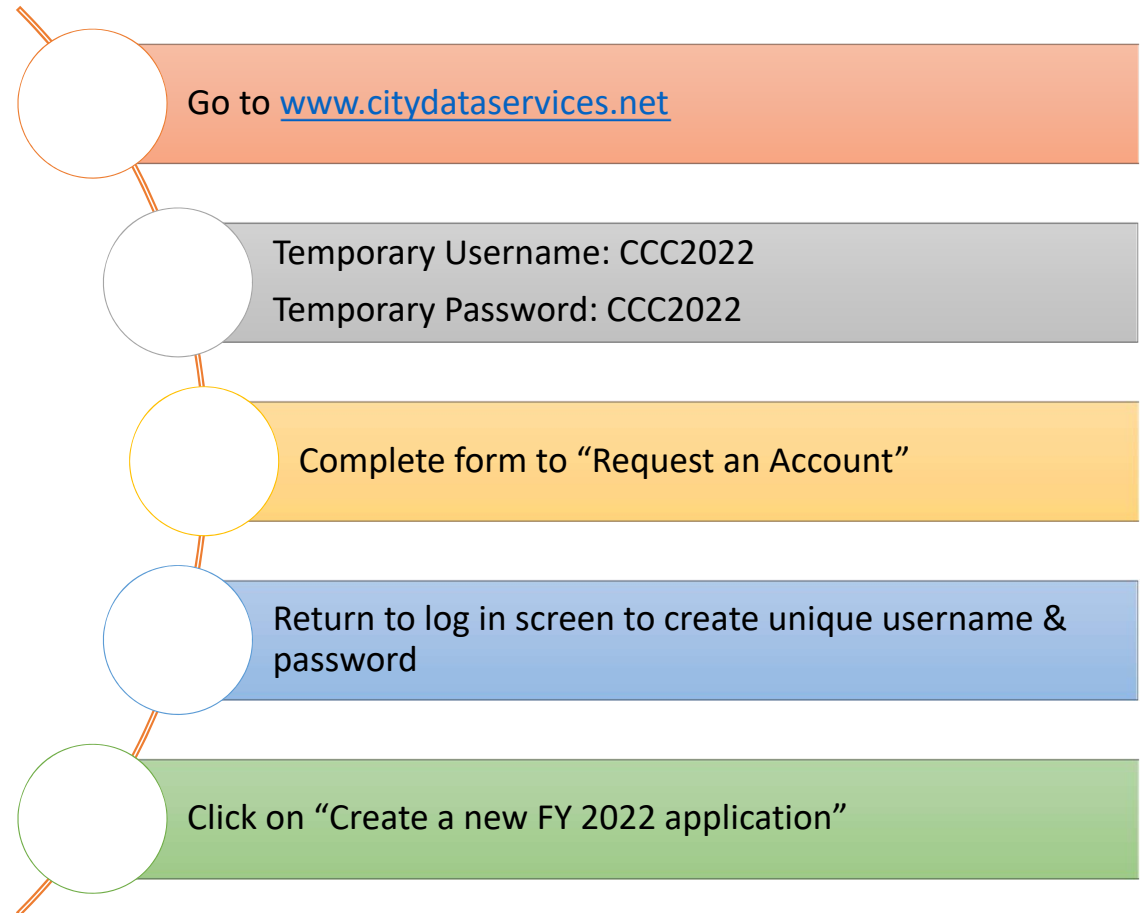 Go to www.citydataservices.net
Temporary Username: CCC2022
Temporary Password: CCC2022
Complete form to “Request an Account”
Return to log in screen to create unique username &
password
Click on “Create a new FY 2022 application”